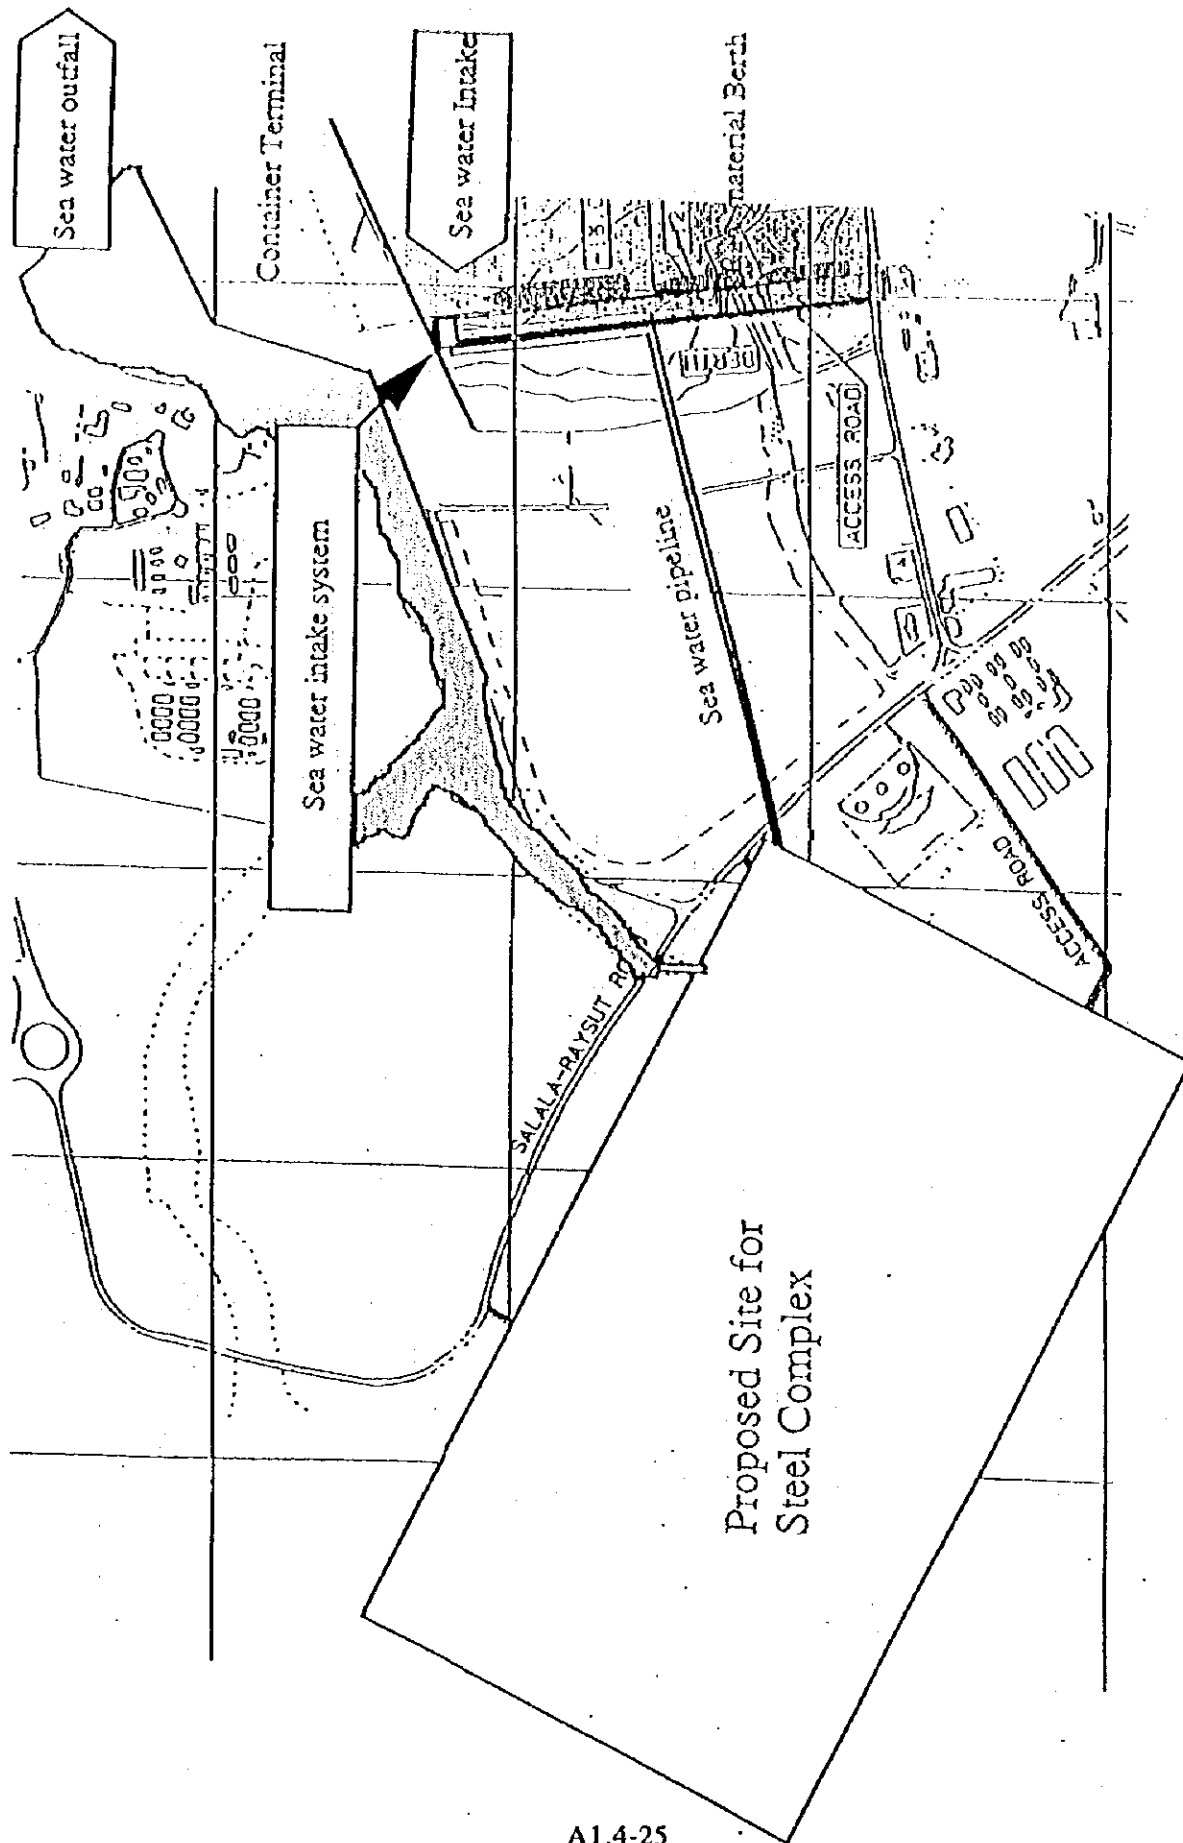 Sea water outfall
Container Terminal
Sea water Intake
material Berth
Sea water intake system
BERTH
ACCESS ROAD
Sea water pipeline
SALALA-RAYSUT RO
ACCESS ROAD
Proposed Site for
Steel Complex
A1.4-25